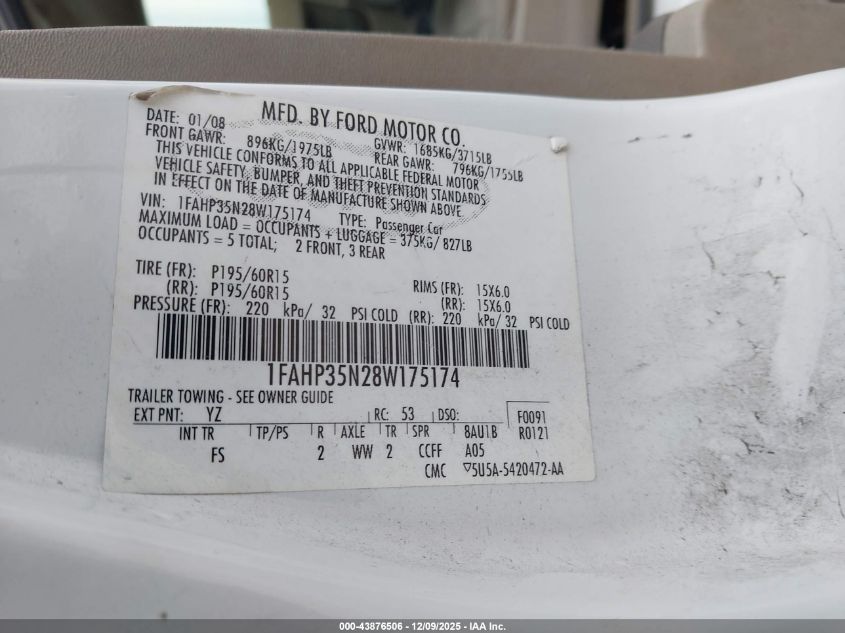 MFD. BY FORD MOTOR CO.
DATE: 01/08 GVWR: 1685KG/3715LB
FRONT GAWR: 896KG/1975LB REAR GAWR: 796KG/1755LB
THIS VEHICLE CONFORMS TO ALL APPLICABLE FEDERAL MOTOR
VEHICLE SAFETY, BUMPER, AND THEFT PREVENTION STANDARDS
IN EFFECT ON THE DATE OF MANUFACTURE SHOWN ABOVE.
VIN: 1FAHP35N28W175174 TYPE: Passenger Car
MAXIMUM LOAD = OCCUPANTS + LUGGAGE = 375KG/ 827LB
OCCUPANTS = 5 TOTAL; 2 FRONT, 3 REAR
TIRE (FR): P195/60R15 RIMS (FR): 15X6.0
(RR): P195/60R15 (RR): 15X6.0
PRESSURE (FR): 220 kPa/ 32 PSI COLD (RR): 220 kPa/ 32 PSI COLD
1FAHP35N28W175174
TRAILER TOWING - SEE OWNER GUIDE
EXT PNT: YZ RC: 53 DSO: F0091
INT TR TP/PS R AXLE TR SPR 8AU1B R0121
FS 2 WW 2 CCFF A05
CMC ▽5U5A-5420472-AA
000-43876506 - 12/09/2025 - IAA Inc.